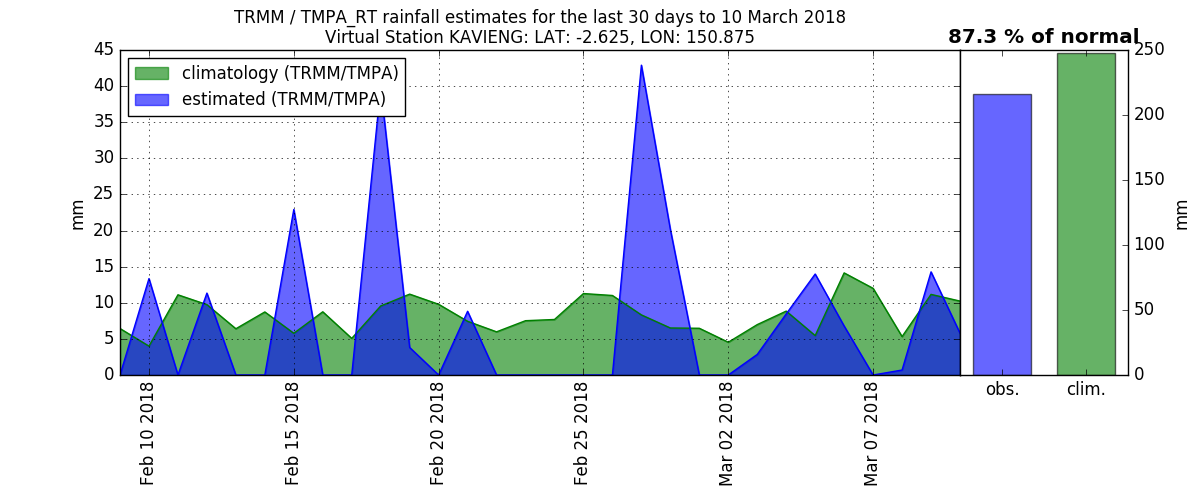 TRMM / TMPA_RT rainfall estimates for the last 30 days to 10 March 2018
Virtual Station KAVIENG: LAT: -2.625, LON: 150.875
87.3 % of normal
climatology (TRMM/TMPA)
estimated (TRMM/TMPA)
45
40
35
30
25
20
15
10
5
0
mm
Feb 10 2018
Feb 15 2018
Feb 20 2018
Feb 25 2018
Mar 02 2018
Mar 07 2018
obs.
clim.
250
200
150
100
50
0
mm